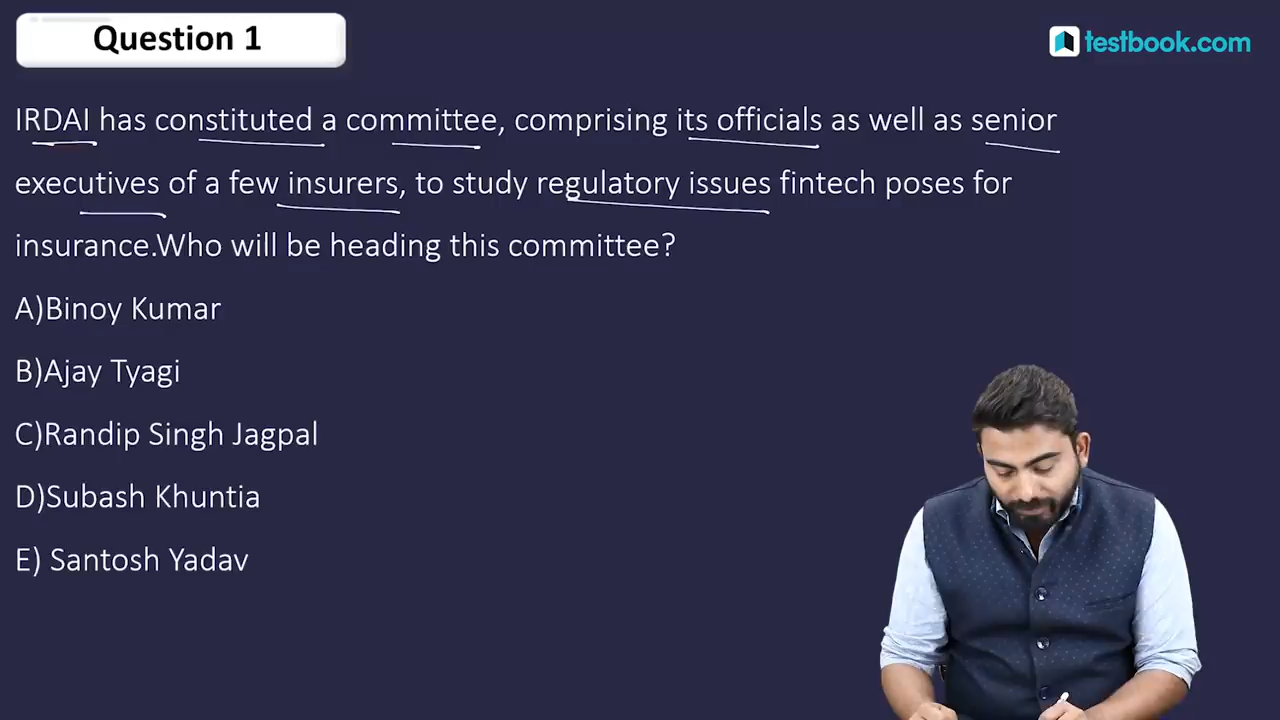 Question 1
testbook.com
IRDAI has constituted a committee, comprising its officials as well as senior
executives of a few insurers, to study regulatory issues fintech poses for
insurance.Who will be heading this committee?
A)Binoy Kumar
B)Ajay Tyagi
C)Randip Singh Jagpal
D)Subash Khuntia
E) Santosh Yadav